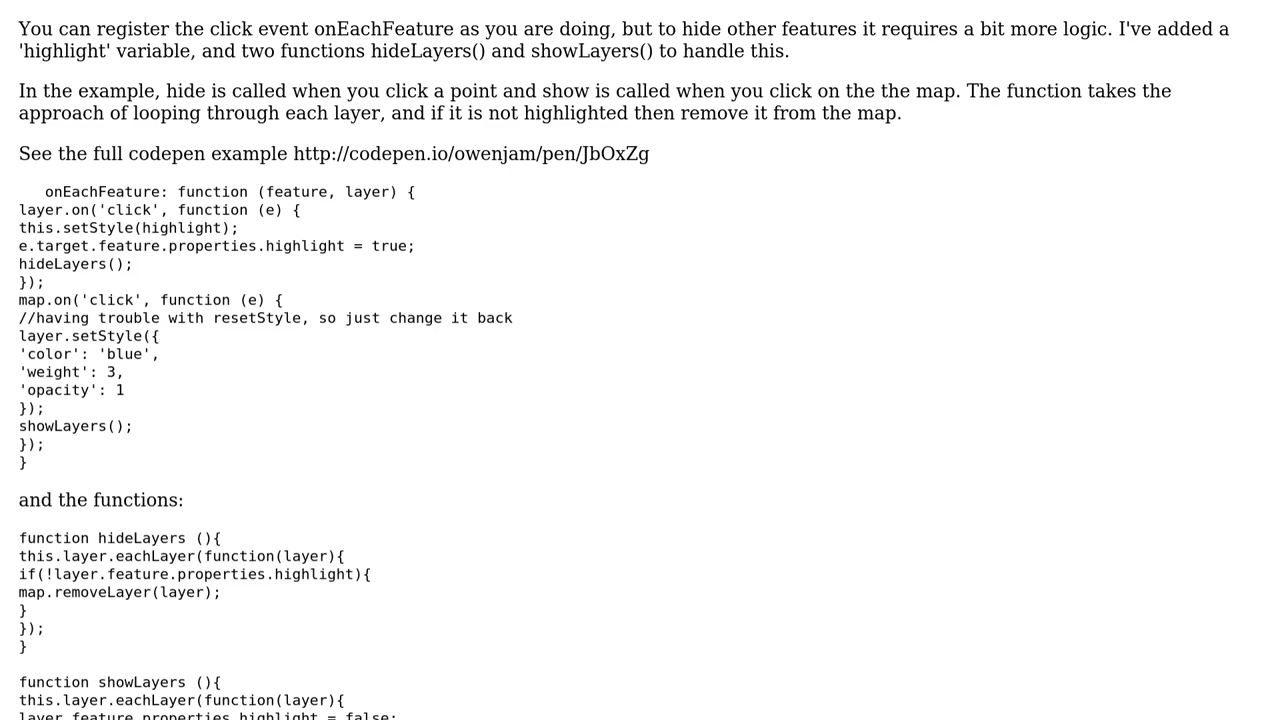 You can register the click event onEachFeature as you are doing, but to hide other features it requires a bit more logic. I've added a
'highlight' variable, and two functions hideLayers() and showLayers() to handle this.
In the example, hide is called when you click a point and show is called when you click on the the map. The function takes the
approach of looping through each layer, and if it is not highlighted then remove it from the map.
See the full codepen example http://codepen.io/owenjam/pen/JbOxZg
onEachFeature: function (feature, layer) {
layer.on('click', function (e) {
this.setStyle(highlight);
e.target.feature.properties.highlight = true;
hideLayers();
});
map.on('click', function (e) {
//having trouble with resetStyle, so just change it back
layer.setStyle({
'color': 'blue',
'weight': 3,
'opacity': 1
});
showLayers();
});
}
and the functions:
function hideLayers (){
this.layer.eachLayer(function(layer){
if(!layer.feature.properties.highlight){
map.removeLayer(layer);
}
});
}
function showLayers (){
this.layer.eachLayer(function(layer){
layer.feature.properties.highlight = false;